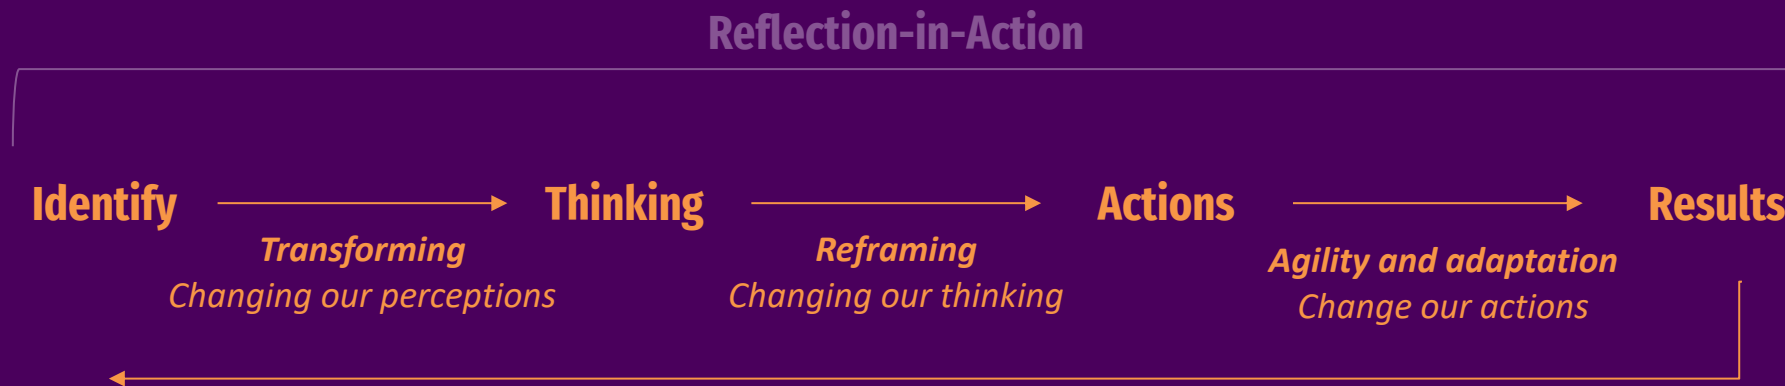 Reflection-in-Action
Identify
Thinking
Actions
Results
Transforming
Changing our perceptions
Reframing
Changing our thinking
Agility and adaptation
Change our actions